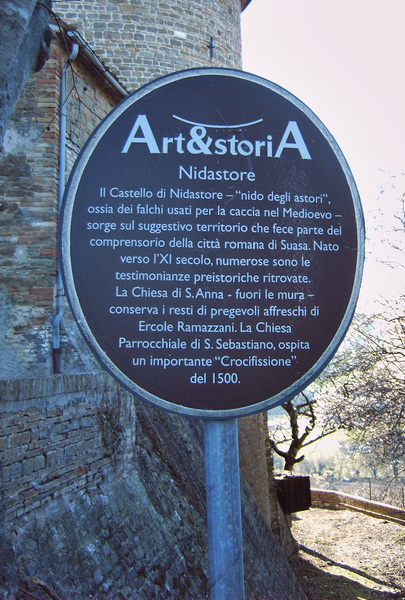 Art&storiA
Nidastore
Il Castello di Nidastore – “nido degli astori”,
ossia dei falchi usati per la caccia nel Medioevo –
sorge sul suggestivo territorio che fece parte del
comprensorio della città romana di Suasa. Nato
verso l’XI secolo, numerose sono le
testimonianze preistoriche ritrovate.
La Chiesa di S. Anna - fuori le mura –
conserva i resti di pregevoli affreschi di
Ercole Ramazzani. La Chiesa
Parrocchiale di S. Sebastiano, ospita
un importante “Crocifissione”
del 1500.